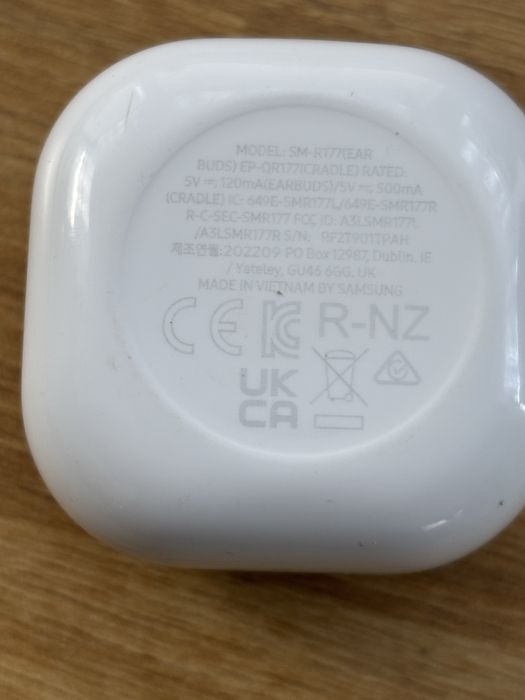 MODEL: SM-R177(EAR
BUDS) EP-QR177(CRADLE) RATED:
5V ⎓; 120mA(EARBUDS)/5V ⎓; 500mA
(CRADLE) IC: 649E-SMR177L/649E-SMR177R
R-C-SEC-SMR177 FCC ID: A3LSMR177L
/A3LSMR177R S/N: RF2T901TPAH
제조연월:202209 PO Box 12987, Dublin. IE
/ Yateley, GU46 6GG. UK
MADE IN VIETNAM BY SAMSUNG
CE KC R-NZ
UK
CA